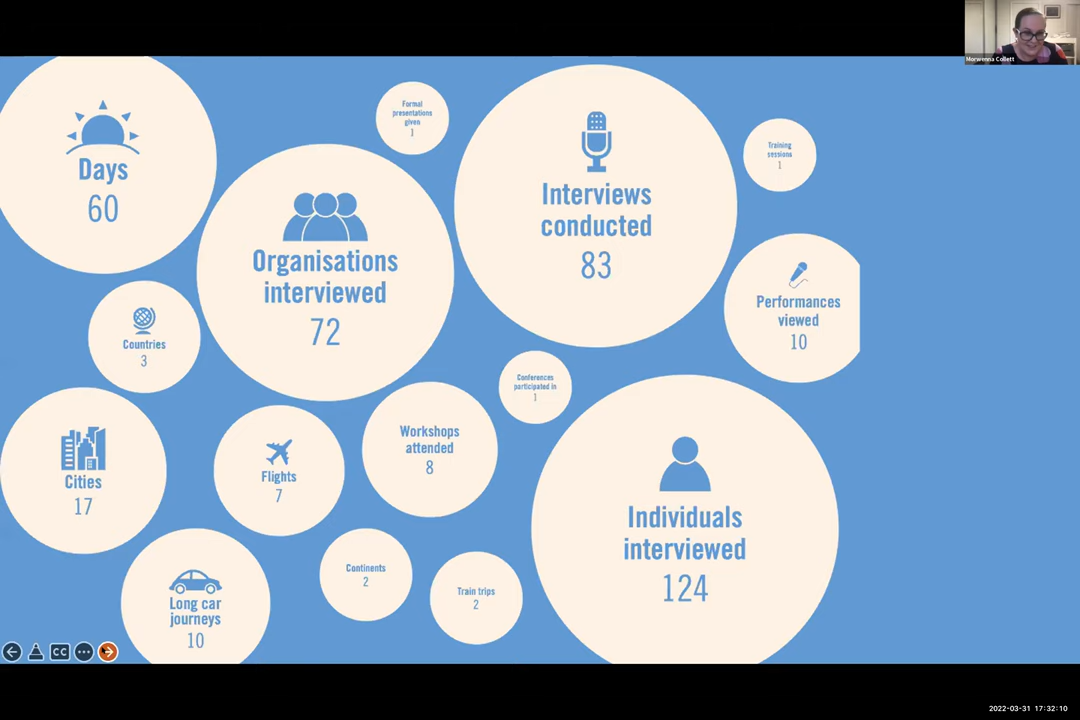 Morwenna Collett
Days
60
Formal
presentations
given
1
Interviews
conducted
83
Training
sessions
1
Organisations
interviewed
72
Performances
viewed
10
Countries
3
Conferences
participated in
1
Cities
17
Flights
7
Workshops
attended
8
Individuals
interviewed
124
Long car
journeys
10
Continents
2
Train trips
2
CC
2022-03-31 17:32:10